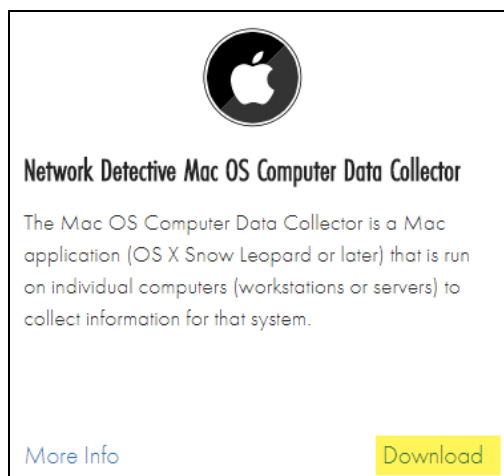 Network Detective Mac OS Computer Data Collector
The Mac OS Computer Data Collector is a Mac
application (OS X Snow Leopard or later) that is run
on individual computers (workstations or servers) to
collect information for that system.
More Info
Download